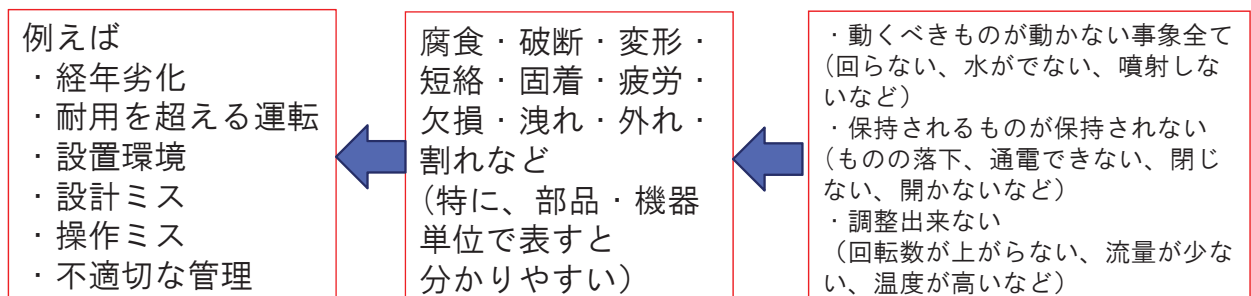 例えば
・経年劣化
・耐用を超える運転
・設置環境
・設計ミス
・操作ミス
・不適切な管理
腐食・破断・変形・
短絡・固着・疲労・
欠損・洩れ・外れ・
割れなど
(特に、部品・機器
単位で表すと
分かりやすい)
・動くべきものが動かない事象全て
(回らない、水がでない、噴射しな
いなど)
・保持されるものが保持されない
(ものの落下、通電できない、閉じ
ない、開かないなど)
・調整出来ない
(回転数が上がらない、流量が少な
い、温度が高いなど)